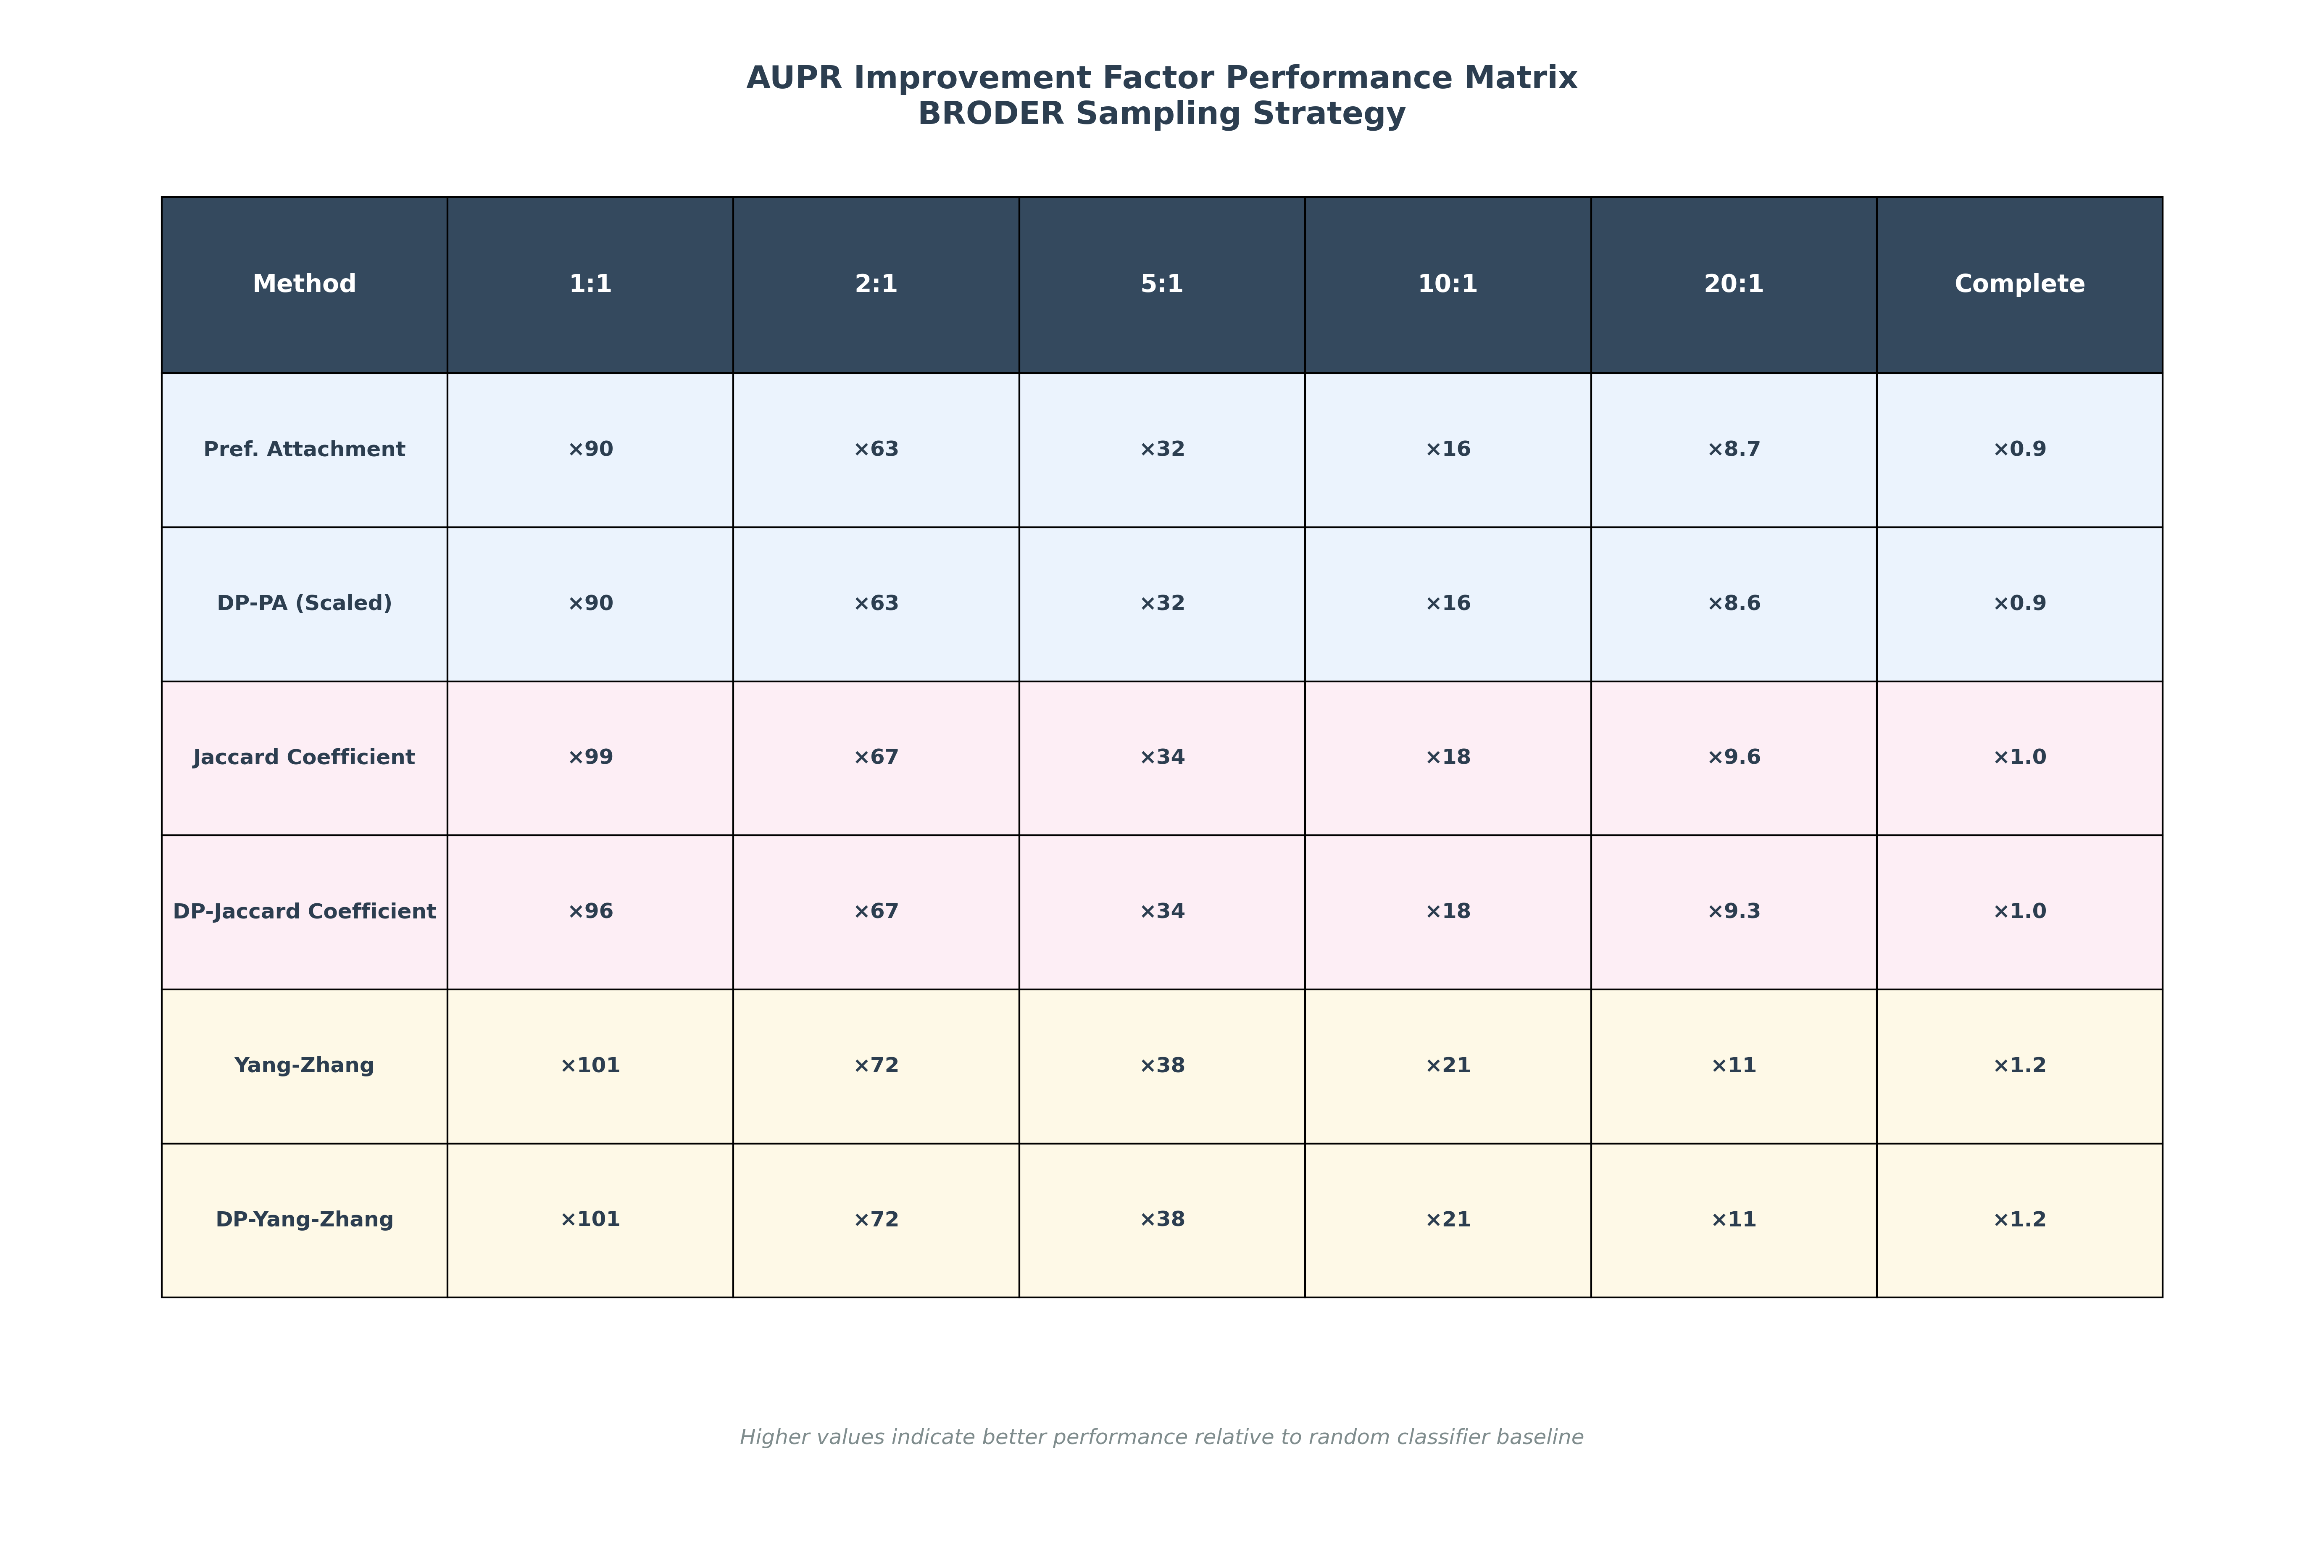 AUPR Improvement Factor Performance Matrix
BRODER Sampling Strategy
Method 1:1 2:1 5:1 10:1 20:1 Complete
Pref. Attachment ×90 ×63 ×32 ×16 ×8.7 ×0.9
DP-PA (Scaled) ×90 ×63 ×32 ×16 ×8.6 ×0.9
Jaccard Coefficient ×99 ×67 ×34 ×18 ×9.6 ×1.0
DP-Jaccard Coefficient ×96 ×67 ×34 ×18 ×9.3 ×1.0
Yang-Zhang ×101 ×72 ×38 ×21 ×11 ×1.2
DP-Yang-Zhang ×101 ×72 ×38 ×21 ×11 ×1.2
Higher values indicate better performance relative to random classifier baseline